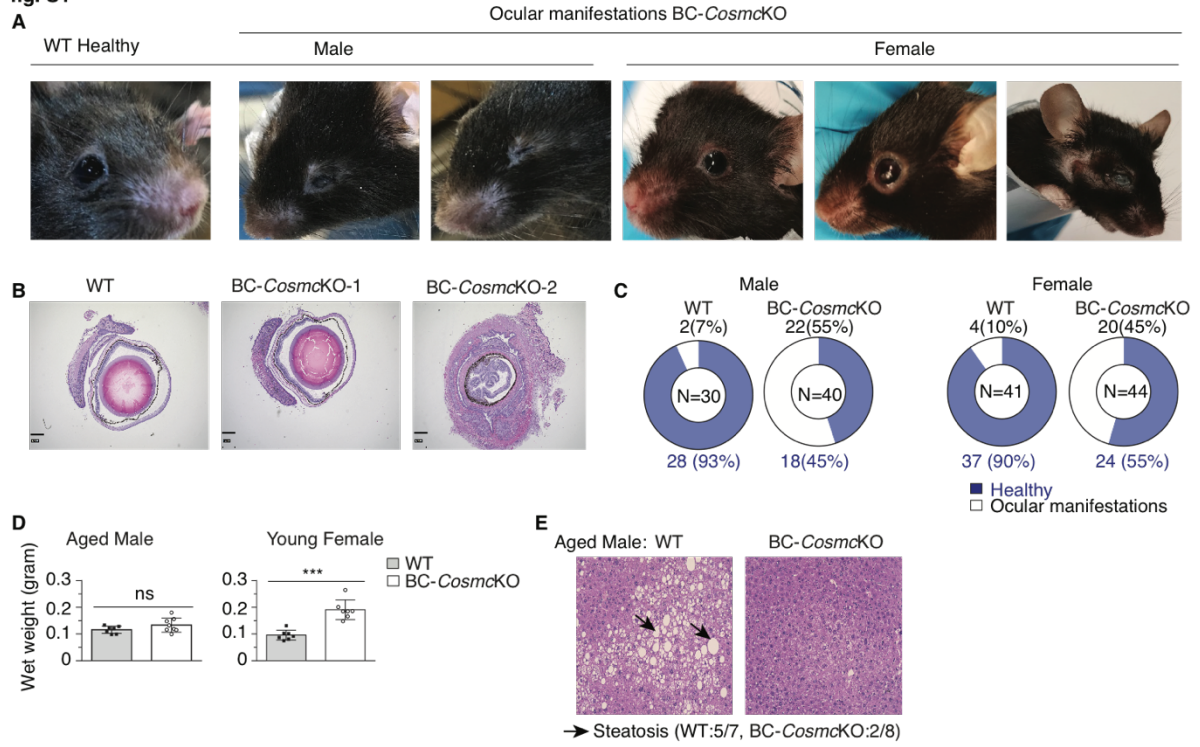 A
Ocular manifestations BC-CosmcKO
WT Healthy
Male
Female
B
WT
BC-CosmcKO-1
BC-CosmcKO-2
C
Male
Female
WT
BC-CosmcKO
WT
BC-CosmcKO
2(7%)
22(55%)
4(10%)
20(45%)
N=30
N=40
N=41
N=44
28 (93%)
18(45%)
37 (90%)
24 (55%)
Healthy
Ocular manifestations
D
Aged Male
Young Female
WT
BC-CosmcKO
Wet weight (gram)
0.3
0.2
0.1
0
ns
0.3
0.2
0.1
0
***
E
Aged Male: WT
BC-CosmcKO
Steatosis (WT:5/7, BC-CosmcKO:2/8)